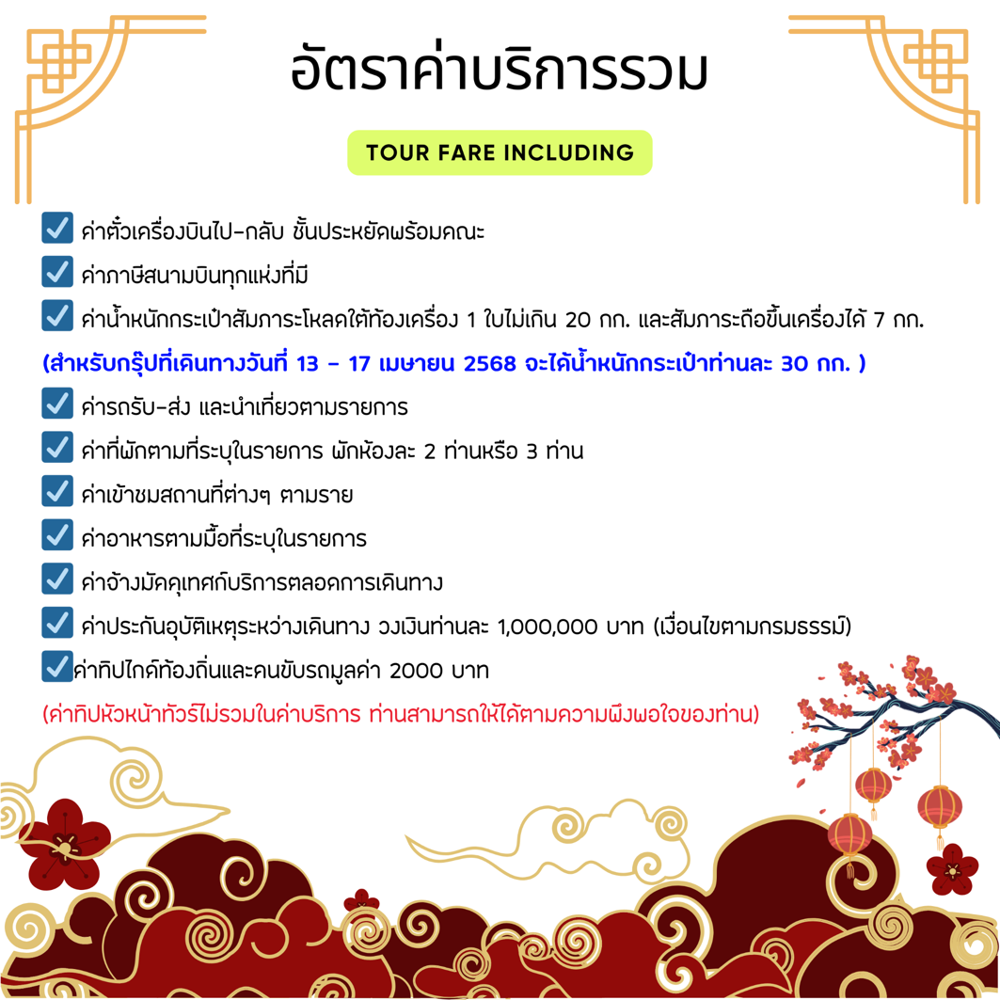 อัตราค่าบริการรวม
TOUR FARE INCLUDING
ค่าตั๋วเครื่องบินไป-กลับ ชั้นประหยัดพร้อมคณะ
ค่าภาษีสนามบินทุกแห่งที่มี
ค่าน้ำหนักกระเป๋าสัมภาระโหลดใต้ท้องเครื่อง 1 ใบไม่เกิน 20 กก. และสัมภาระถือขึ้นเครื่องได้ 7 กก.
(สำหรับกรุ๊ปที่เดินทางวันที่ 13 - 17 เมษายน 2568 จะได้น้ำหนักกระเป๋าท่านละ 30 กก. )
ค่ารถรับ-ส่ง และนำเที่ยวตามรายการ
ค่าที่พักตามที่ระบุในรายการ พักห้องละ 2 ท่านหรือ 3 ท่าน
ค่าเข้าชมสถานที่ต่างๆ ตามราย
ค่าอาหารตามมื้อที่ระบุในรายการ
ค่าจ้างมัคคุเทศก์บริการตลอดการเดินทาง
ค่าประกันอุบัติเหตุระหว่างเดินทาง วงเงินท่านละ 1,000,000 บาท (เงื่อนไขตามกรมธรรม์)
ค่าทิปไกด์ท้องถิ่นและคนขับรถมูลค่า 2000 บาท
(ค่าทิปหัวหน้าทัวร์ไม่รวมในค่าบริการ ท่านสามารถให้ได้ตามความพึงพอใจของท่าน)